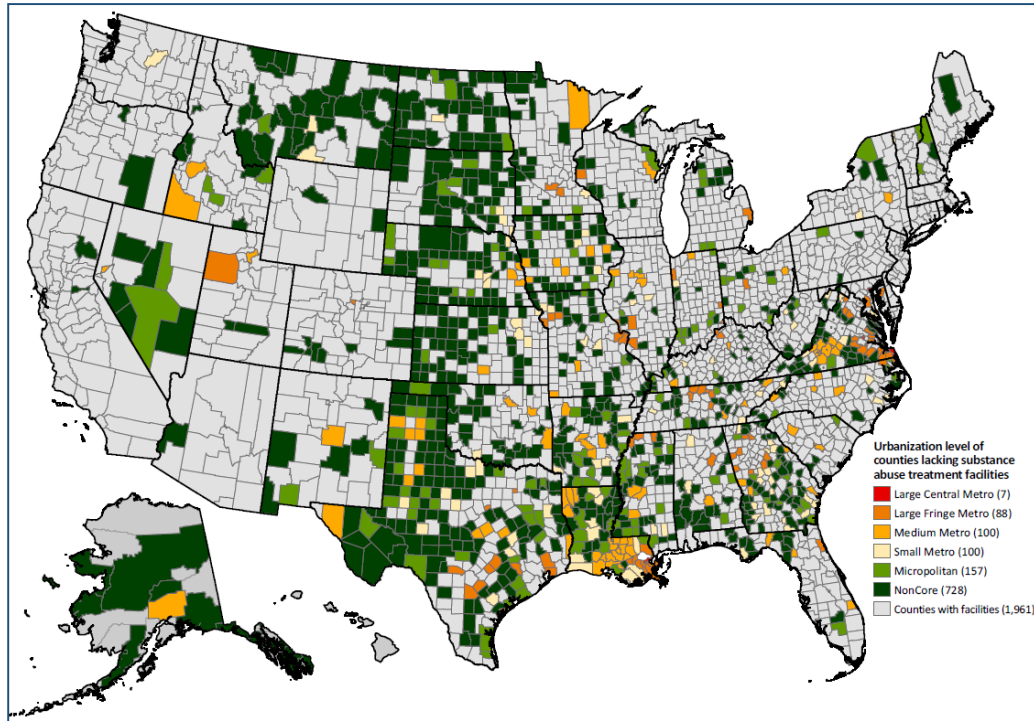 Urbanization level of
counties lacking substance
abuse treatment facilities
Large Central Metro (7)
Large Fringe Metro (88)
Medium Metro (100)
Small Metro (100)
Micropolitan (157)
NonCore (728)
Counties with facilities (1,961)